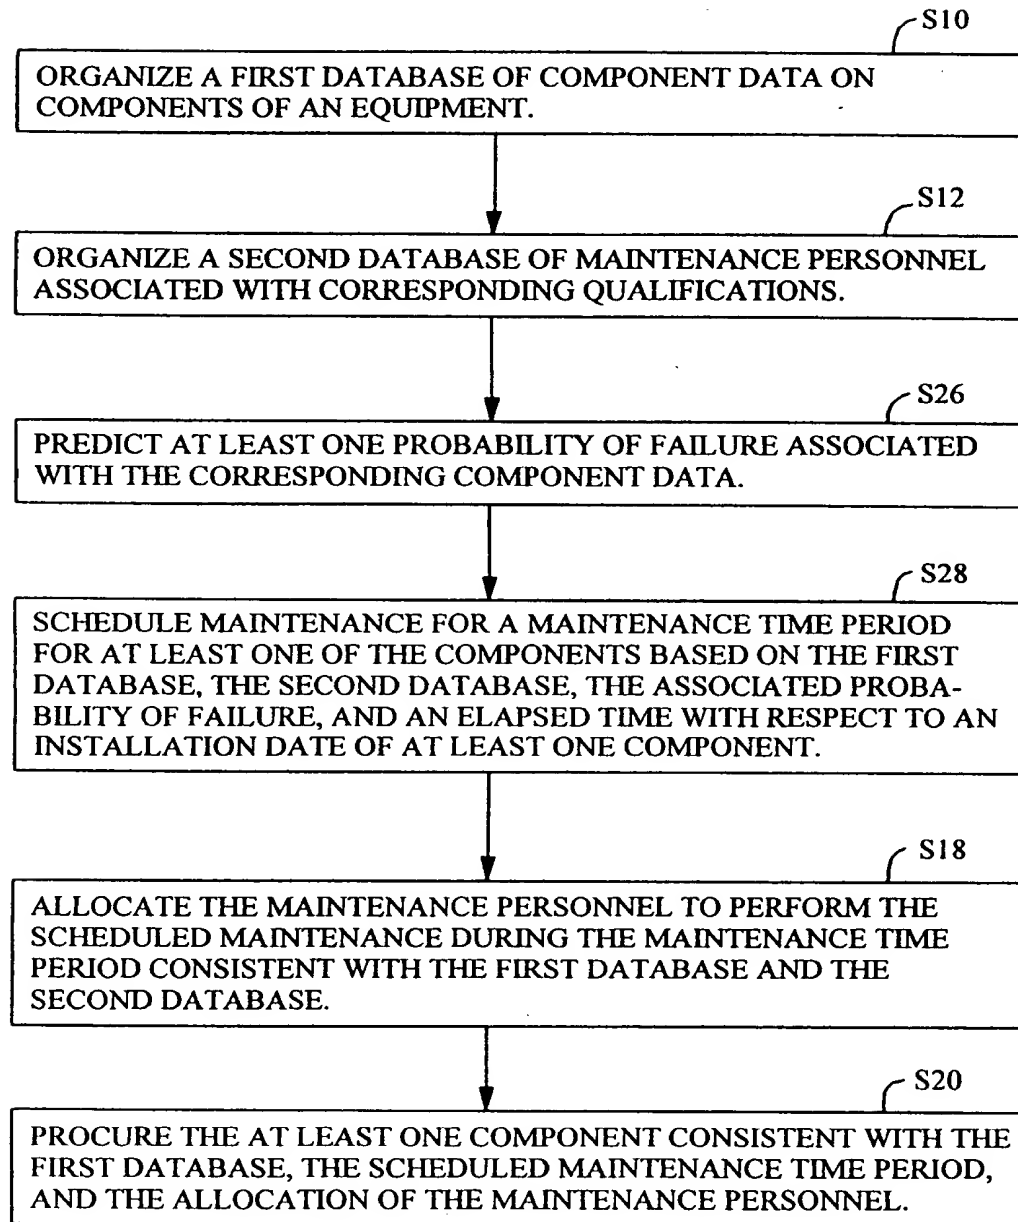 S10
ORGANIZE A FIRST DATABASE OF COMPONENT DATA ON
COMPONENTS OF AN EQUIPMENT.
S12
ORGANIZE A SECOND DATABASE OF MAINTENANCE PERSONNEL
ASSOCIATED WITH CORRESPONDING QUALIFICATIONS.
S26
PREDICT AT LEAST ONE PROBABILITY OF FAILURE ASSOCIATED
WITH THE CORRESPONDING COMPONENT DATA.
S28
SCHEDULE MAINTENANCE FOR A MAINTENANCE TIME PERIOD
FOR AT LEAST ONE OF THE COMPONENTS BASED ON THE FIRST
DATABASE, THE SECOND DATABASE, THE ASSOCIATED PROBA-
BILITY OF FAILURE, AND AN ELAPSED TIME WITH RESPECT TO AN
INSTALLATION DATE OF AT LEAST ONE COMPONENT.
S18
ALLOCATE THE MAINTENANCE PERSONNEL TO PERFORM THE
SCHEDULED MAINTENANCE DURING THE MAINTENANCE TIME
PERIOD CONSISTENT WITH THE FIRST DATABASE AND THE
SECOND DATABASE.
S20
PROCURE THE AT LEAST ONE COMPONENT CONSISTENT WITH THE
FIRST DATABASE, THE SCHEDULED MAINTENANCE TIME PERIOD,
AND THE ALLOCATION OF THE MAINTENANCE PERSONNEL.